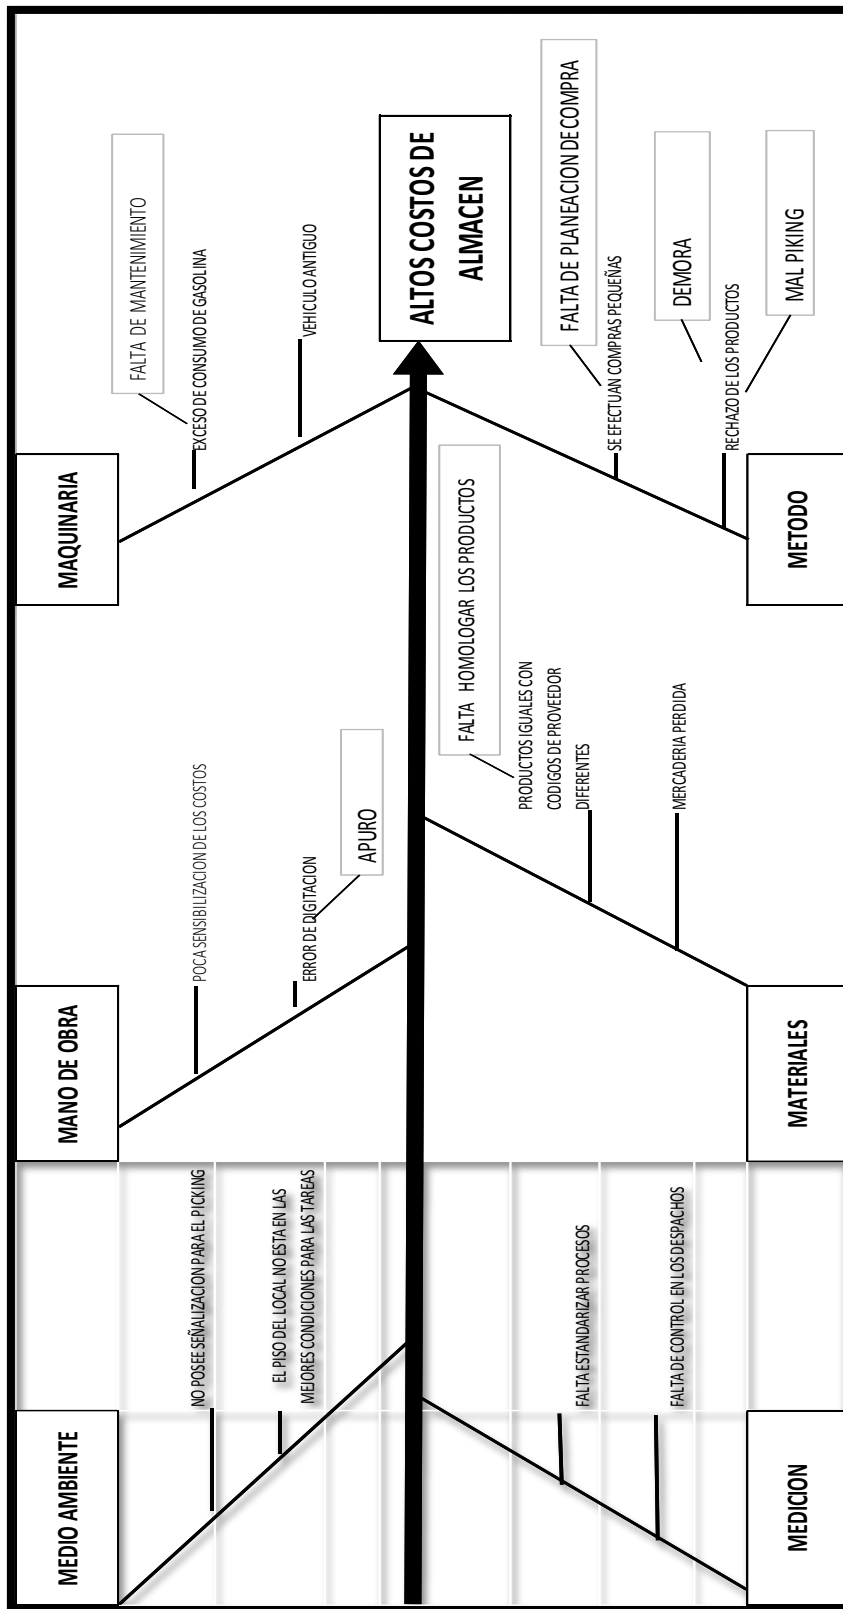 MEDIO AMBIENTE
MANO DE OBRA
MAQUINARIA
NO POSEE SEÑALIZACION PARA EL PICKING
EL PISO DEL LOCAL NO ESTA EN LAS
MEJORES CONDICIONES PARA LAS TAREAS
POCA SENSIBILIZACION DE LOS COSTOS
ERROR DE DIGITACION
APURO
FALTA DE MANTENIMIENTO
EXCESO DE CONSUMO DE GASOLINA
VEHICULO ANTIGUO
ALTOS COSTOS DE
ALMACEN
FALTA ESTANDARIZAR PROCESOS
FALTA DE CONTROL EN LOS DESPACHOS
FALTA HOMOLOGAR LOS PRODUCTOS
PRODUCTOS IGUALES CON
CODIGOS DE PROVEEDOR
DIFERENTES
MERCADERIA PERDIDA
FALTA DE PLANEACION DE COMPRA
SE EFECTUAN COMPRAS PEQUEÑAS
DEMORA
RECHAZO DE LOS PRODUCTOS
MAL PIKING
MEDICION
MATERIALES
METODO